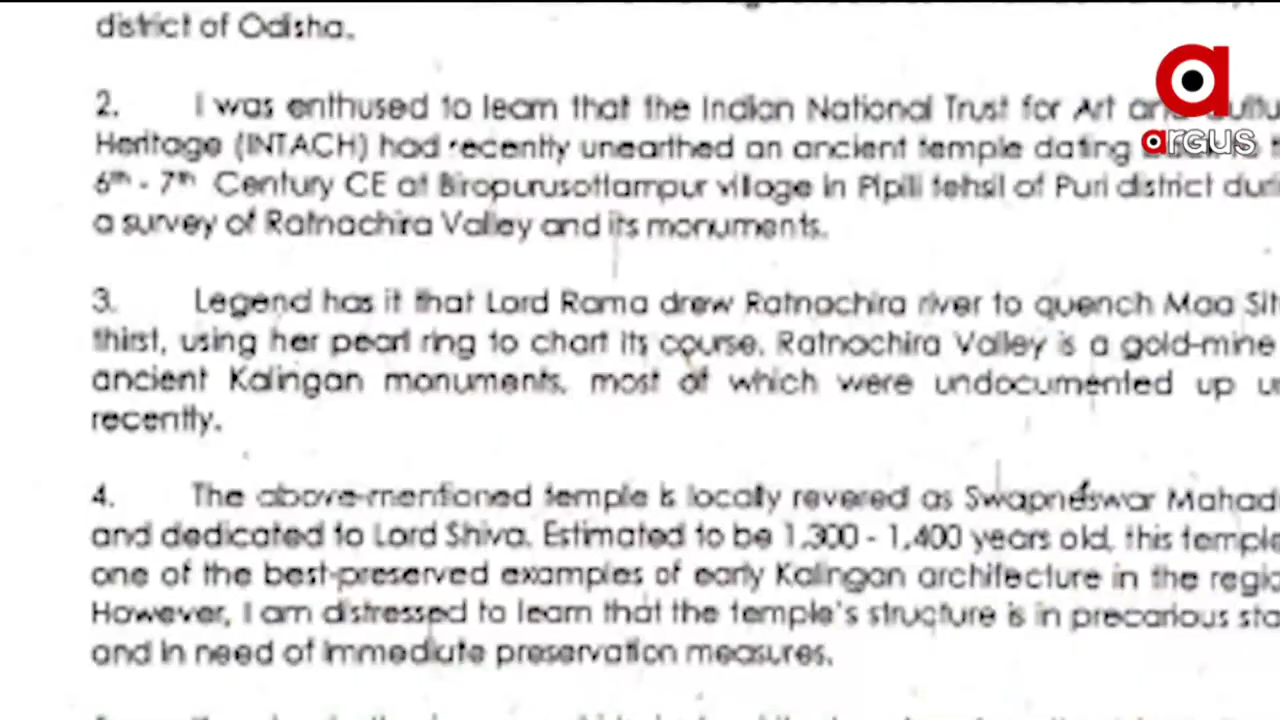 district of Odisha.
2. I was enthused to learn that the Indian National Trust for Art and
Heritage (INTACH) had recently unearthed an ancient temple dating
6th - 7th Century CE at Biropurusottampur village in Pipili tehsil of Puri district
a survey of Ratnachira Valley and its monuments.
3. Legend has it that Lord Rama drew Ratnachira river to quench Maa
thirst, using her pearl ring to chart its course. Ratnachira Valley is a gold-mine
ancient Kalingan monuments, most of which were undocumented up
recently.
4. The above-mentioned temple is locally revered as Swapneswar
and dedicated to Lord Shiva. Estimated to be 1,300 - 1,400 years old, this temple
one of the best-preserved examples of early Kalingan architecture in the
However, I am distressed to learn that the temple's structure is in precarious
and in need of immediate preservation measures.
a
argus